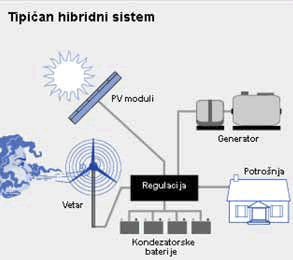 Tipičan hibridni sistem
PV moduli
Generator
Regulacija
Potrošnja
Vetar
Kondezatorske
baterije